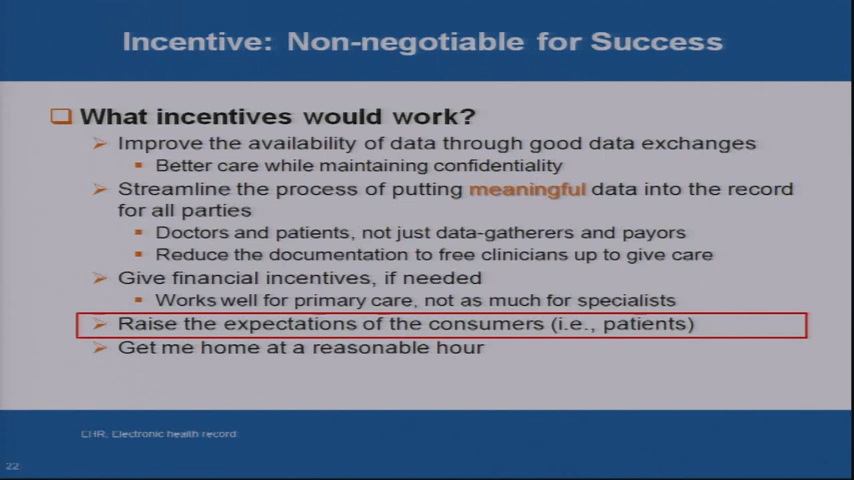 Incentive: Non-negotiable for Success
What incentives would work?
Improve the availability of data through good data exchanges
Better care while maintaining confidentiality
Streamline the process of putting meaningful data into the record
for all parties
Doctors and patients, not just data-gatherers and payors
Reduce the documentation to free clinicians up to give care
Give financial incentives, if needed
Works well for primary care, not as much for specialists
Raise the expectations of the consumers (i.e., patients)
Get me home at a reasonable hour
EHR, Electronic health record
22